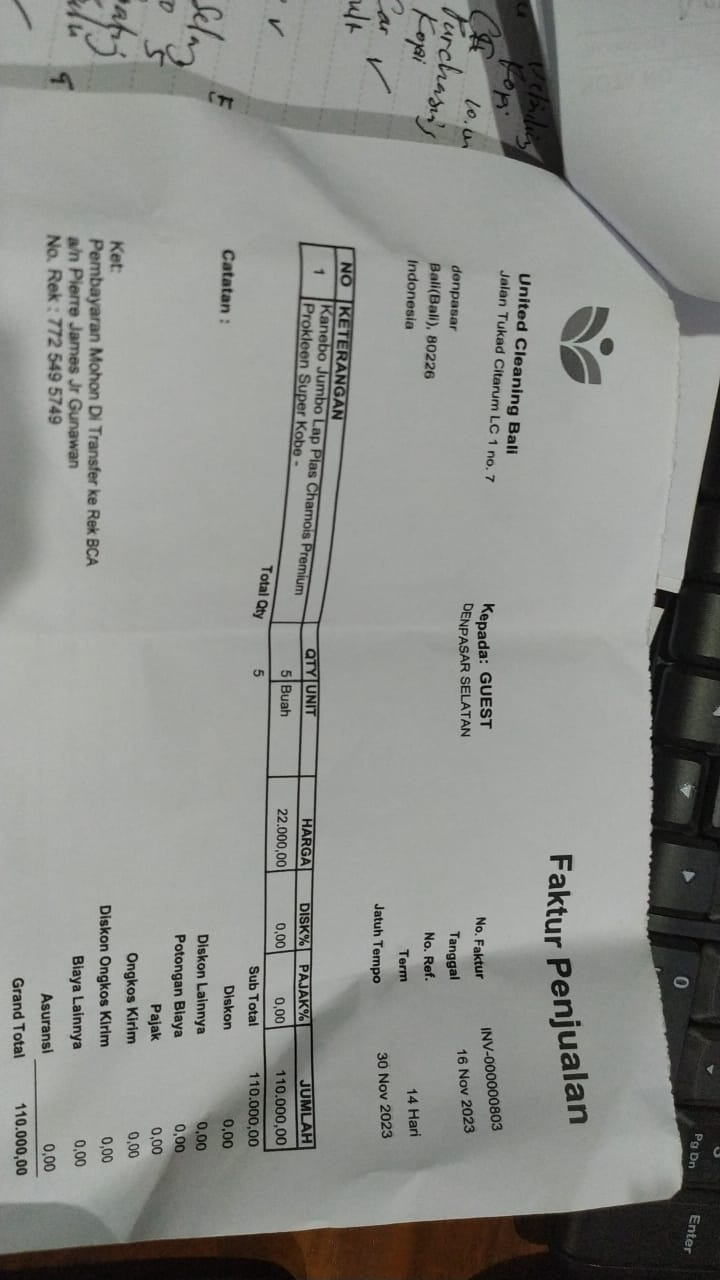 Faktur Penjualan
United Cleaning Bali
Jalan Tukad Citarum LC 1 no. 7
denpasar
Bali(Bali), 80226
Indonesia
Kepada: GUEST
DENPASAR SELATAN
No. Faktur INV-000000803
Tanggal 16 Nov 2023
No. Ref.
Term 14 Hari
Jatuh Tempo 30 Nov 2023
NO KETERANGAN QTY UNIT HARGA DISK% PAJAK% JUMLAH
1 Kanebo Jumbo Lap Plas Chamois Premium 5 Buah 22.000,00 0,00 0,00 110.000,00
Prokleen Super Kobe -
Total Qty 5
Sub Total 110.000,00
Catatan :
Diskon 0,00
Diskon Lainnya 0,00
Potongan Biaya 0,00
Pajak 0,00
Ongkos Kirim 0,00
Diskon Ongkos Kirim 0,00
Biaya Lainnya 0,00
Asuransi 0,00
Grand Total 110.000,00
Ket:
Pembayaran Mohon Di Transfer ke Rek BCA
a/n Pierre James Jr Gunawan
No. Rek : 772 549 5749
Kopi
Purchasing
Kopi
Pg Dn
Enter
0